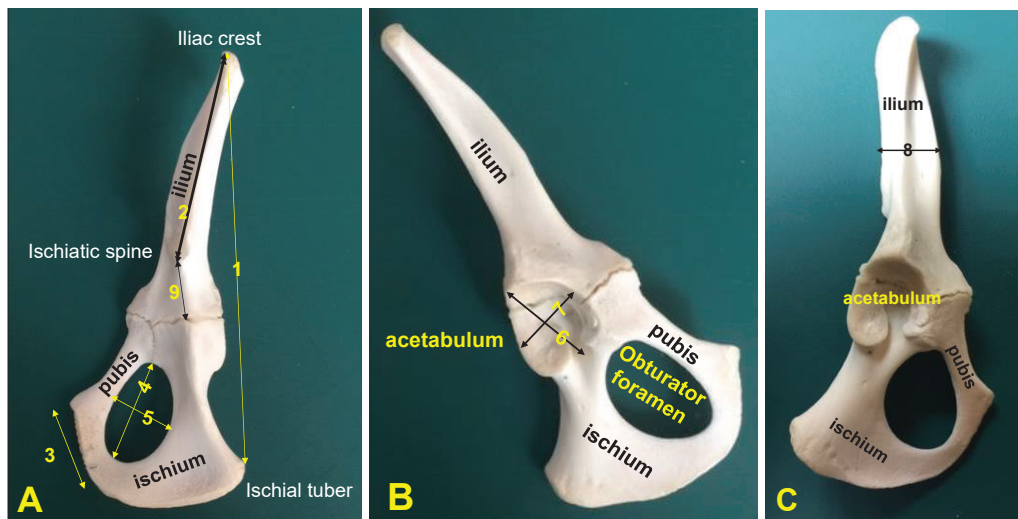 Iliac crest
ilium
2
1
Ischiatic spine
9
pubis
4
5
3
ischium
Ischial tuber
A
ilium
acetabulum
7
6
pubis
Obturator
foramen
ischium
B
ilium
8
acetabulum
pubis
ischium
C